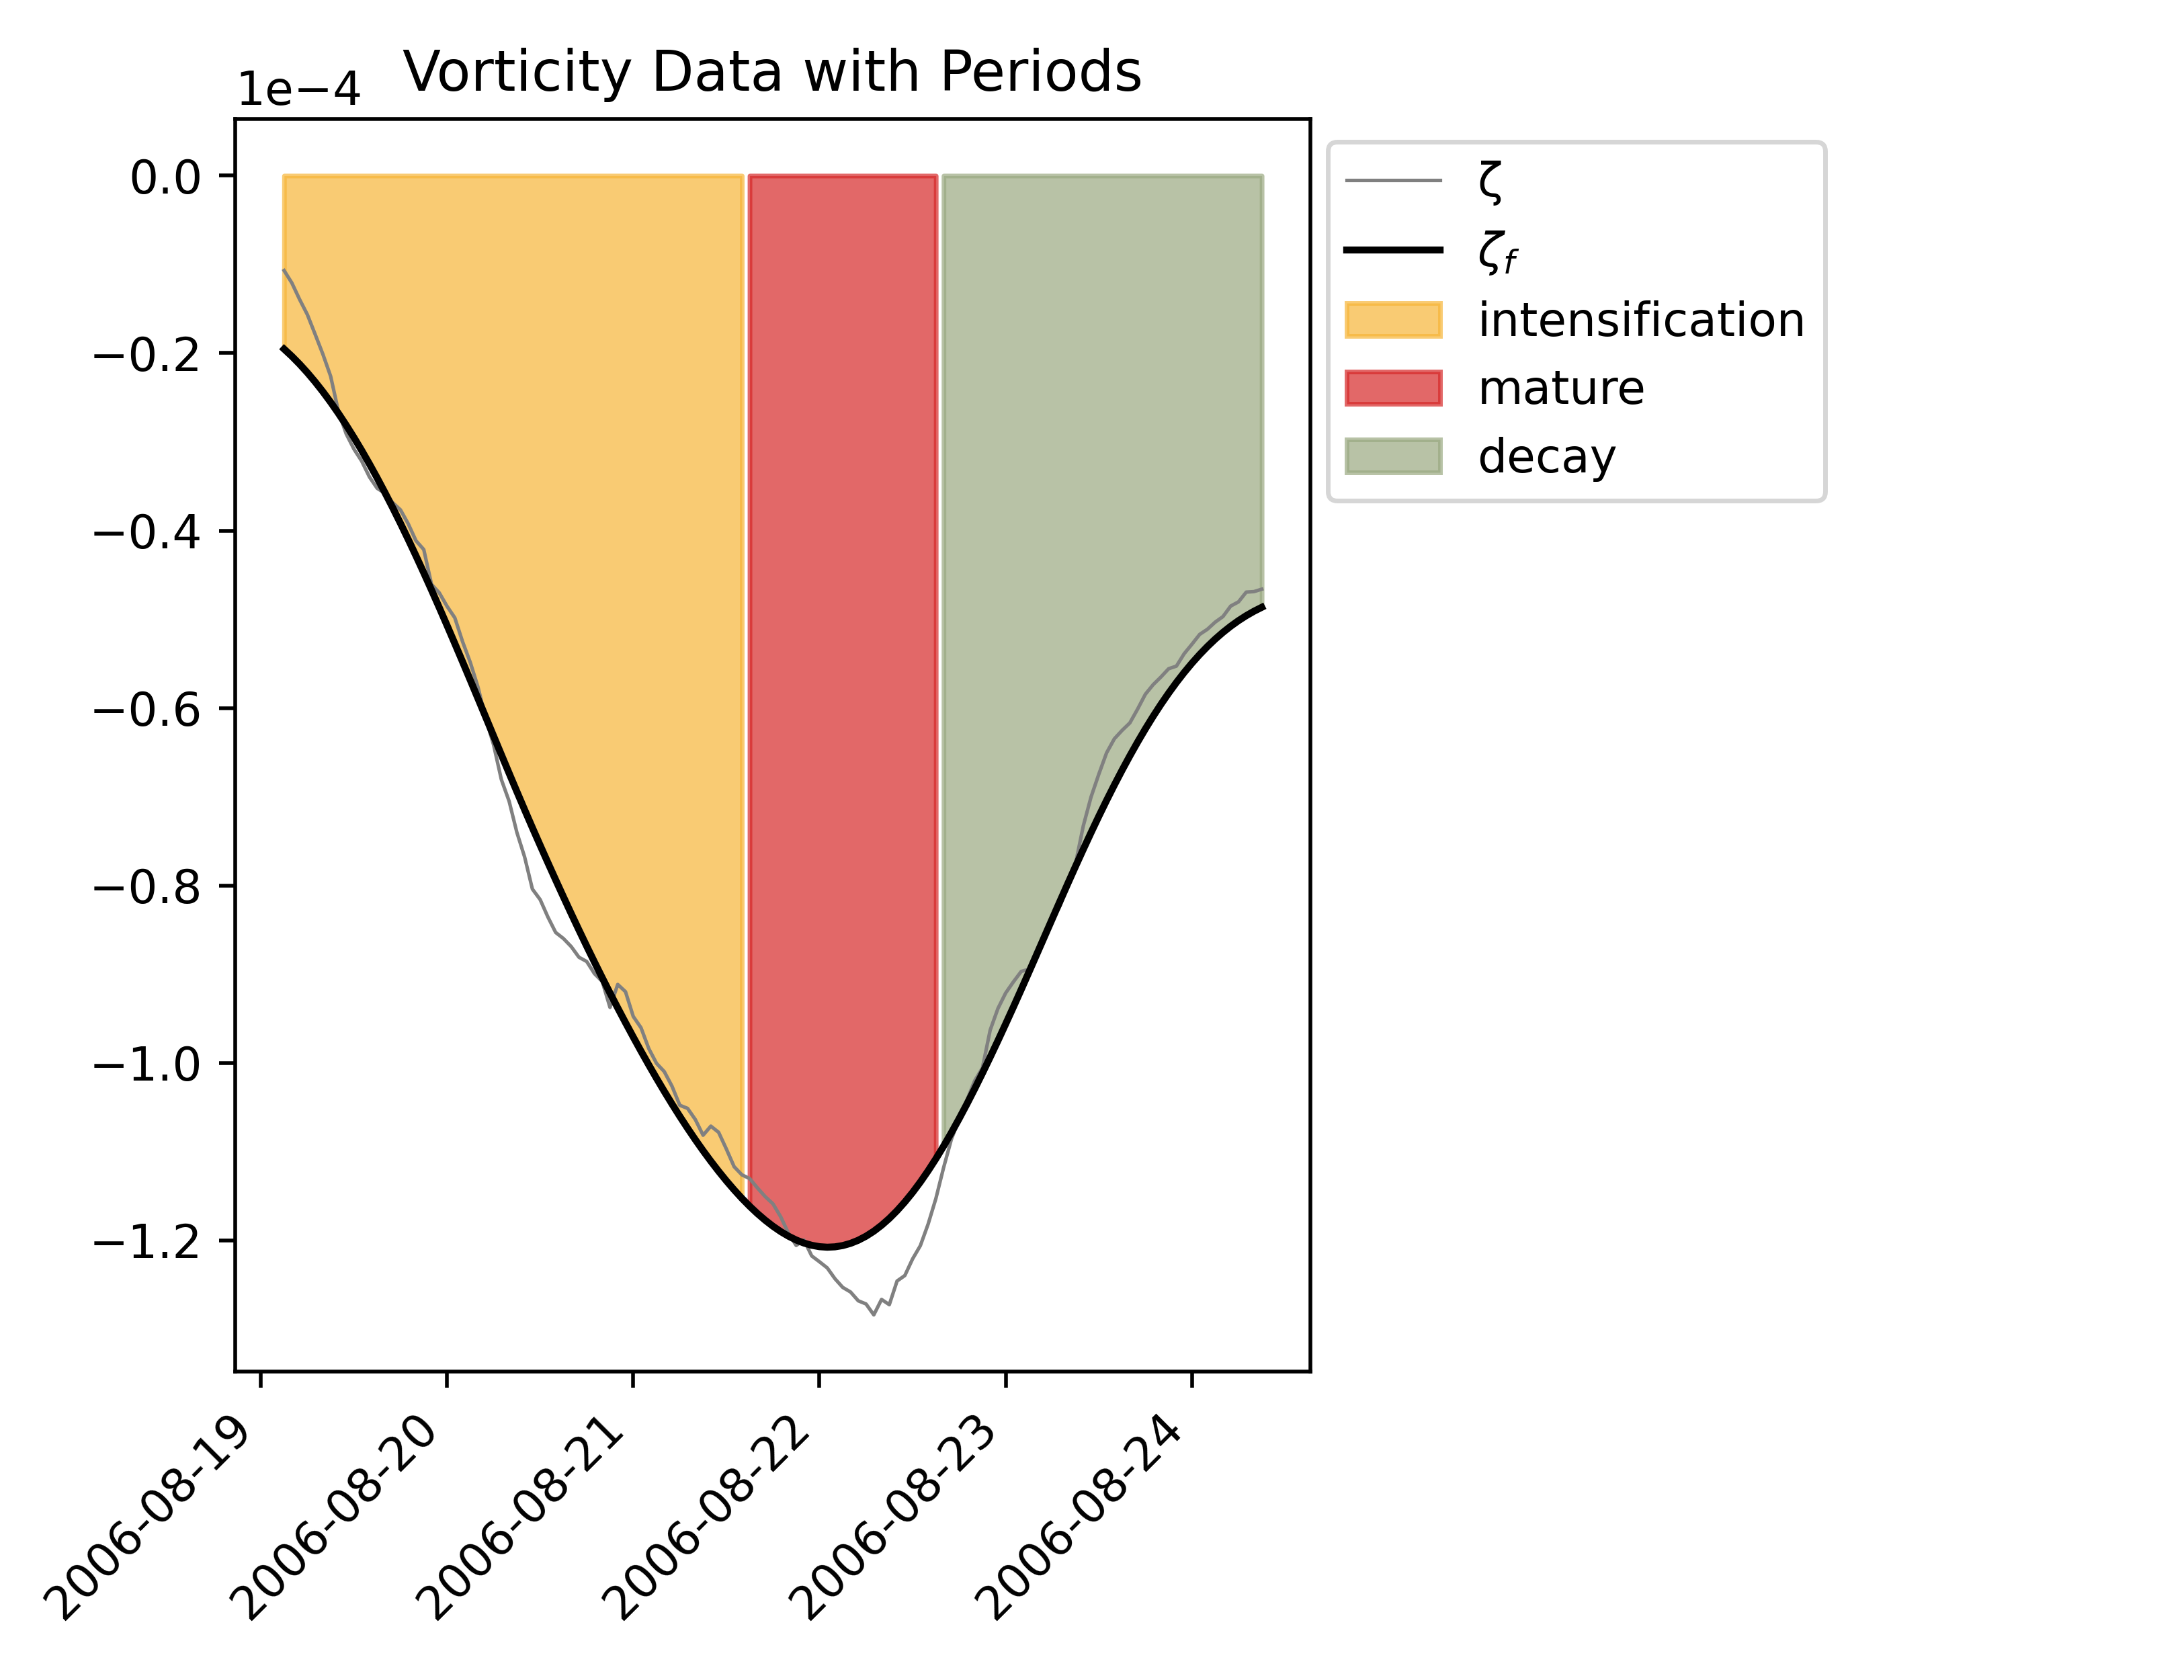 Vorticity Data with Periods
1e−4
0.0
−0.2
−0.4
−0.6
−0.8
−1.0
−1.2
2006-08-19
2006-08-20
2006-08-21
2006-08-22
2006-08-23
2006-08-24
ζ
ζf
intensification
mature
decay